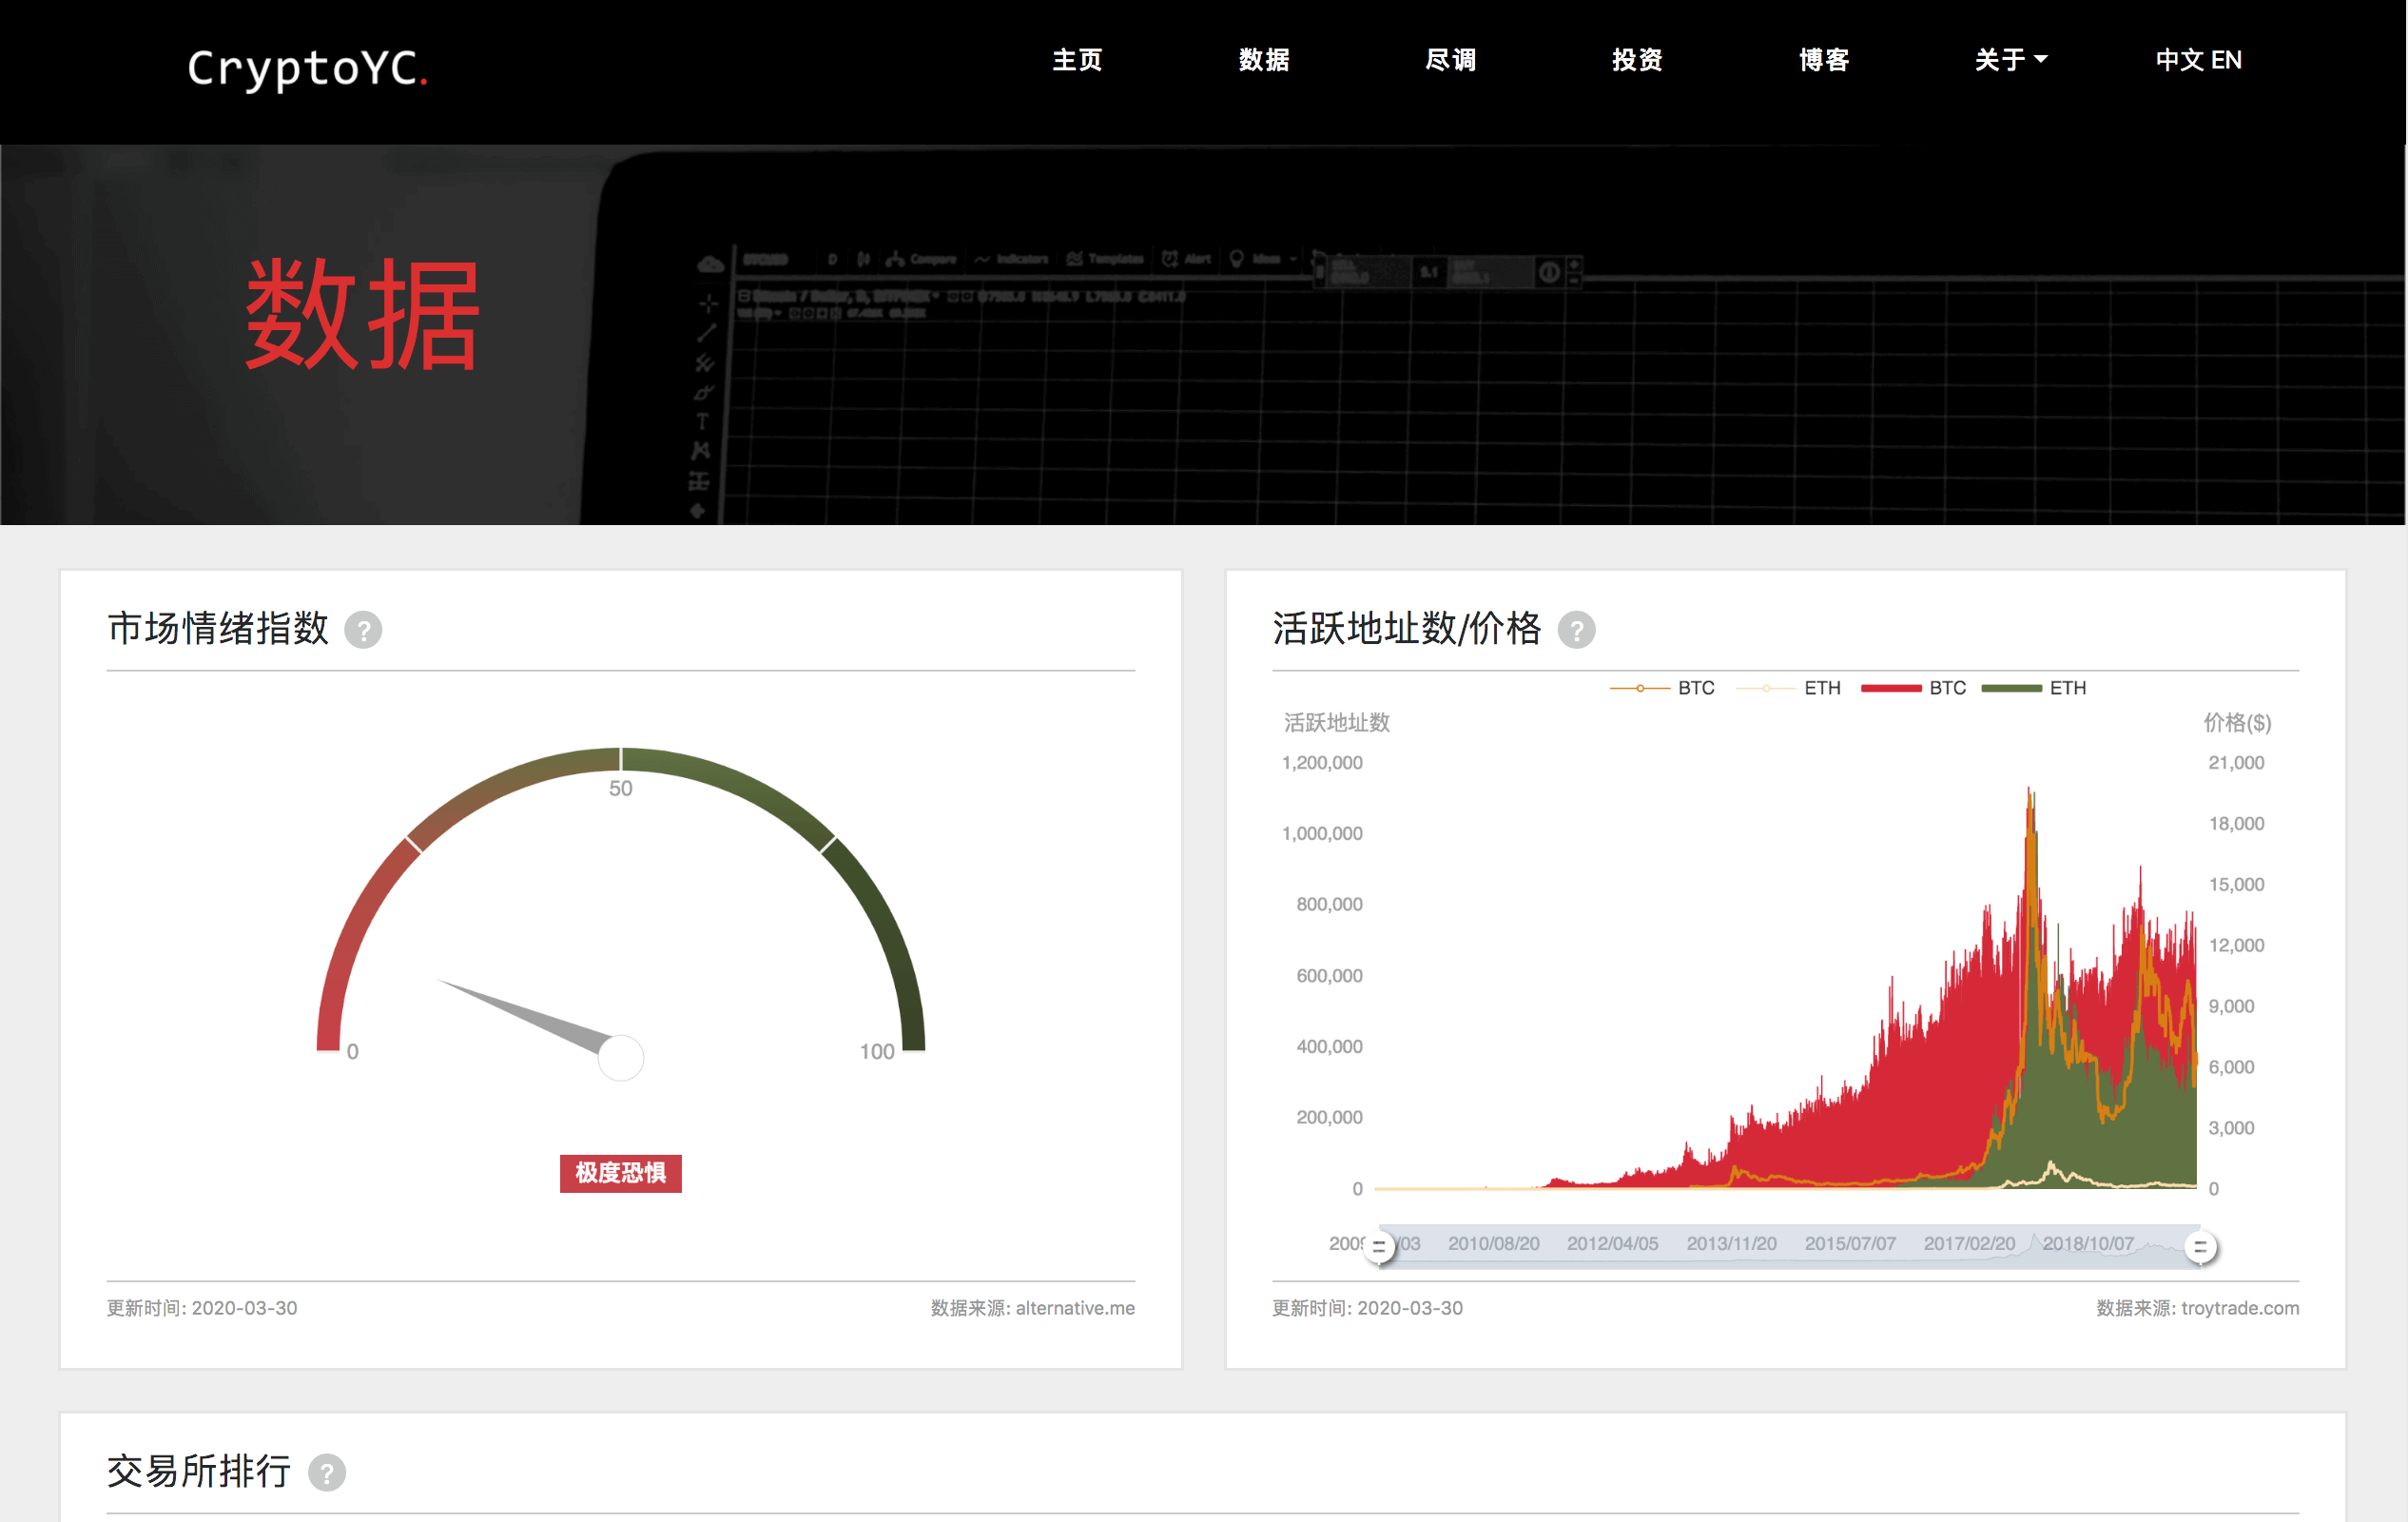 CryptoYC.
主页 数据 尽调 投资 博客 关于 中文 EN
D Compare Indicators Templates Alert Ideas
数据
市场情绪指数 ?
50
0 100
极度恐惧
更新时间: 2020-03-30 数据来源: alternative.me
活跃地址数/价格 ?
BTC ETH BTC ETH
活跃地址数 价格($)
1,200,000 21,000
1,000,000 18,000
800,000 15,000
600,000 12,000
400,000 9,000
200,000 6,000
0 3,000
0
2009 /03 2010/08/20 2012/04/05 2013/11/20 2015/07/07 2017/02/20 2018/10/07
更新时间: 2020-03-30 数据来源: troytrade.com
交易所排行 ?